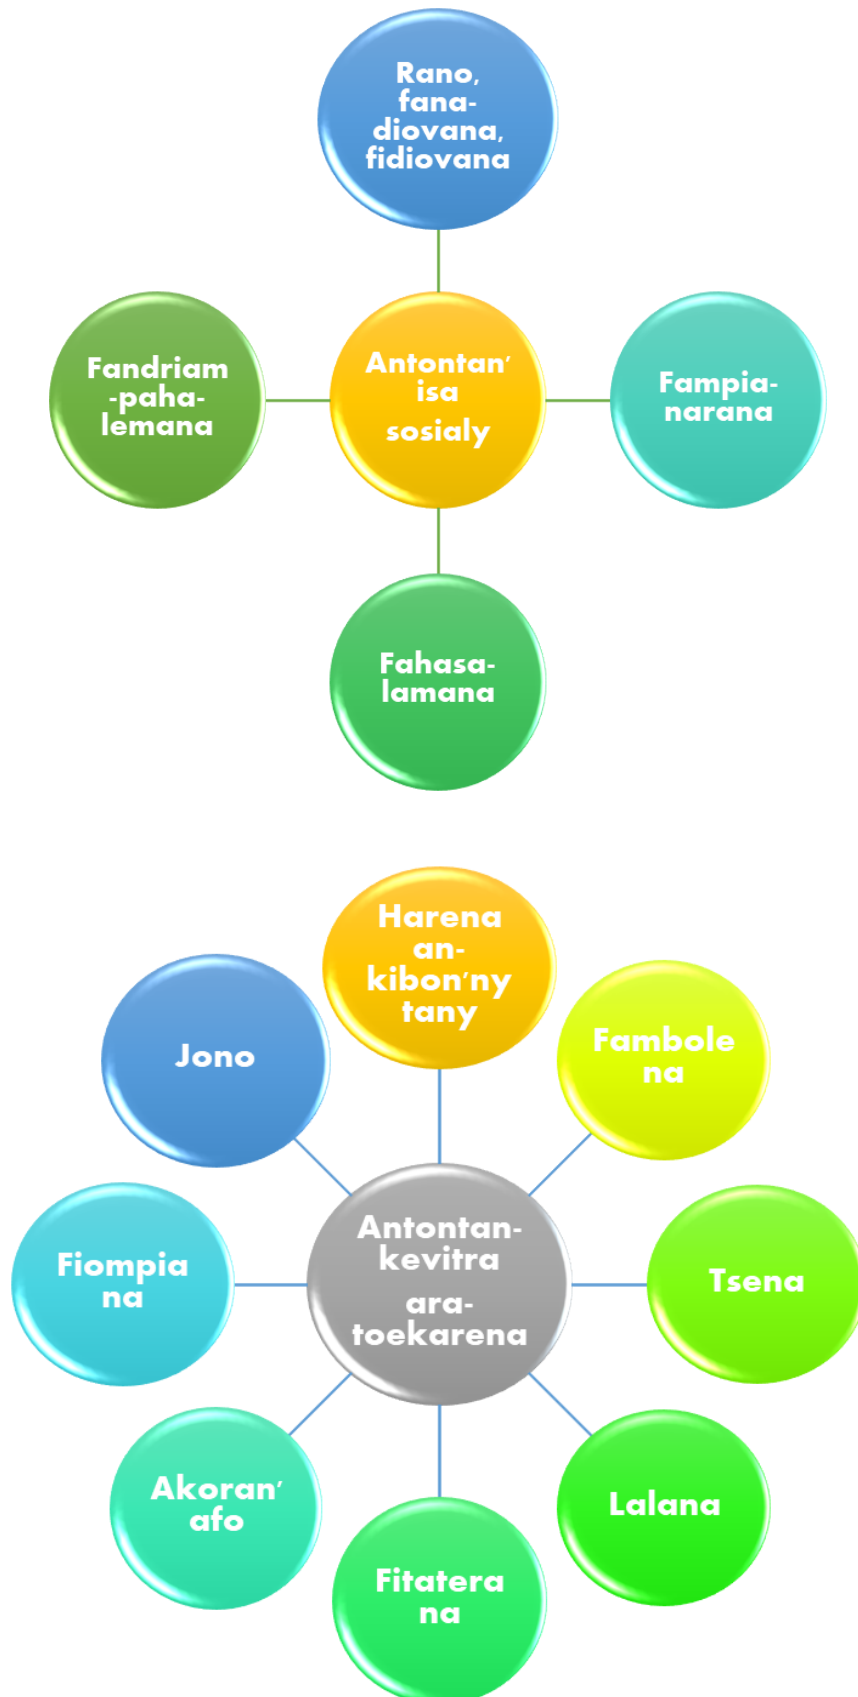 Rano,
fana-
diovana,
fidiovana
Fandriam
-paha-
lemana
Antontan'
isa
sosialy
Fampia-
narana
Fahasa-
lamana
Harena
an-
kibon'ny
tany
Jono
Fambole
na
Fiompia
na
Antontan-
kevitra
ara-
toekarena
Tsena
Akoran'
afo
Lalana
Fitatera
na